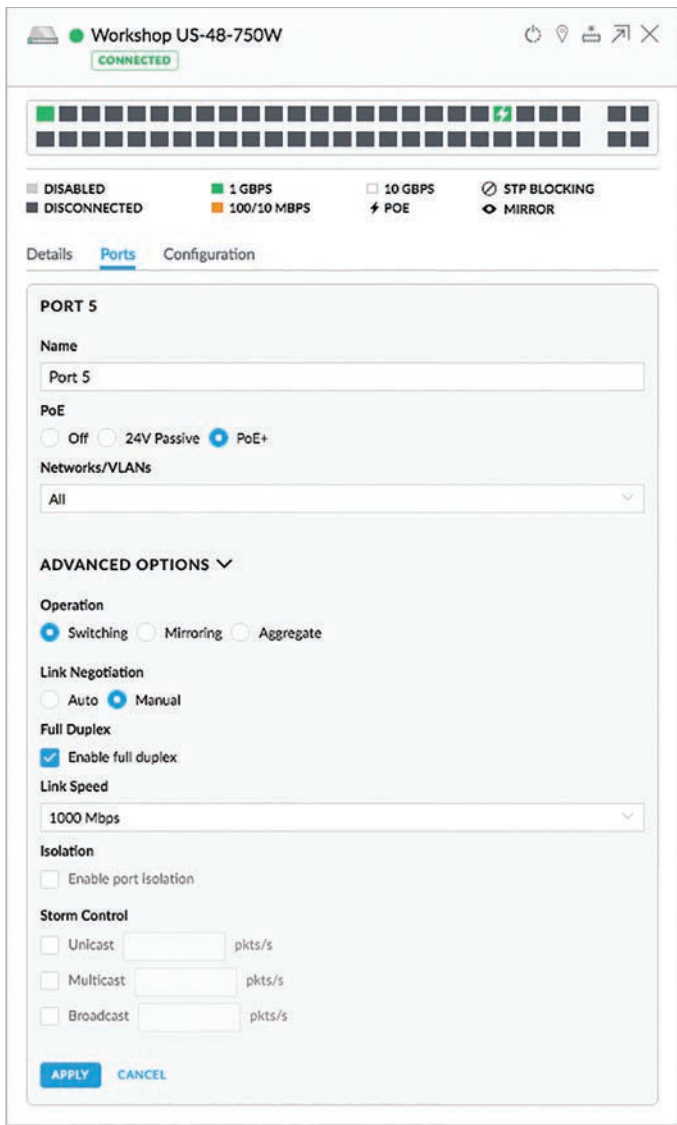 Workshop US-48-750W
CONNECTED
DISABLED 1 GBPS 10 GBPS STP BLOCKING
DISCONNECTED 100/10 MBPS POE MIRROR
Details Ports Configuration
PORT 5
Name
Port 5
PoE
Off 24V Passive PoE+
Networks/VLANs
All
ADVANCED OPTIONS
Operation
Switching Mirroring Aggregate
Link Negotiation
Auto Manual
Full Duplex
Enable full duplex
Link Speed
1000 Mbps
Isolation
Enable port isolation
Storm Control
Unicast pkts/s
Multicast pkts/s
Broadcast pkts/s
APPLY CANCEL